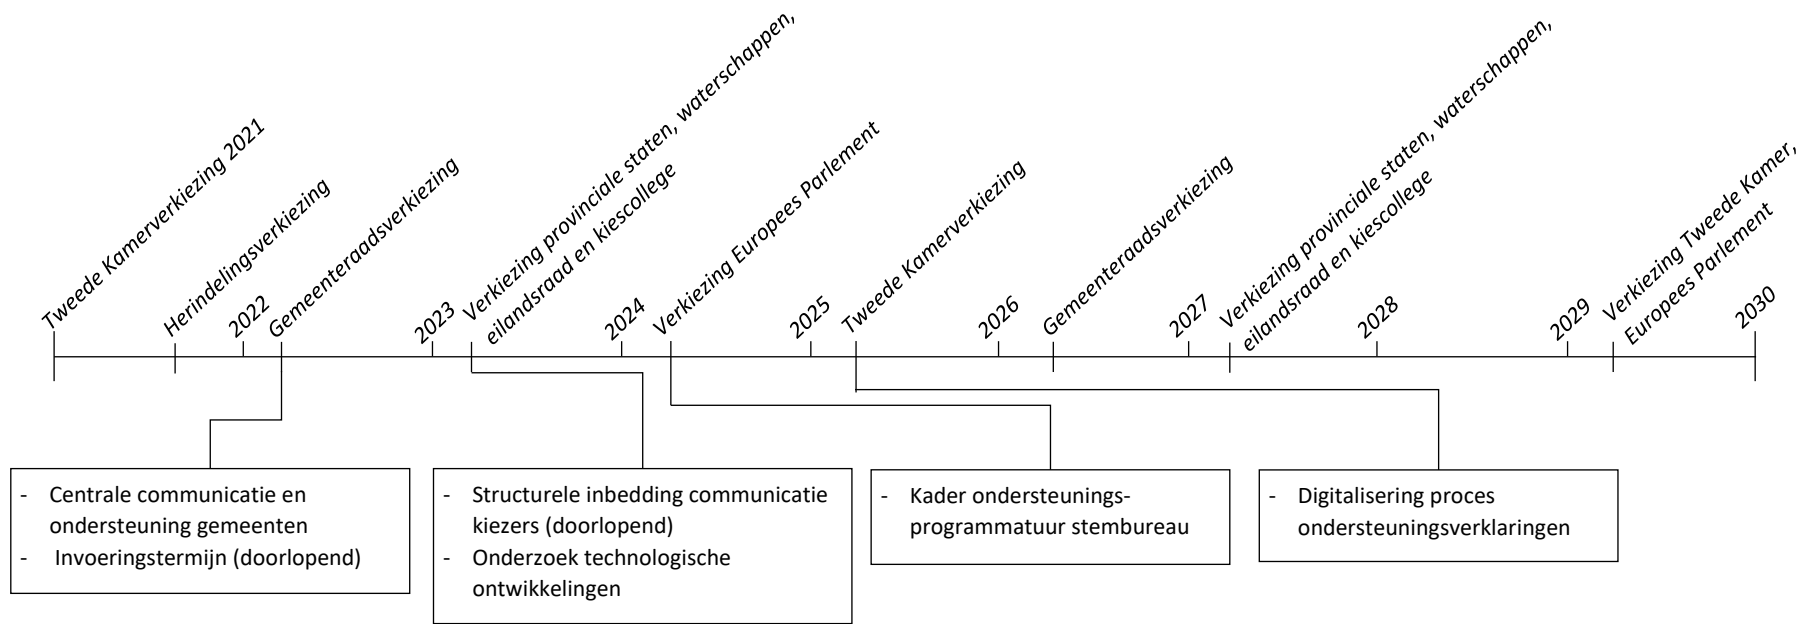 Tweede Kamerverkiezing 2021
Herindelingsverkiezing
2022
Gemeenteraadsverkiezing
2023
Verkiezing provinciale staten, waterschappen,
eilandsraad en kiescollege
2024
Verkiezing Europees Parlement
2025
Tweede Kamerverkiezing
2026
Gemeenteraadsverkiezing
2027
Verkiezing provinciale staten, waterschappen,
eilandsraad en kiescollege
2028
2029
Verkiezing Tweede Kamer,
Europees Parlement
2030
- Centrale communicatie en
ondersteuning gemeenten
- Invoeringstermijn (doorlopend)
- Structurele inbedding communicatie
kiezers (doorlopend)
- Onderzoek technologische
ontwikkelingen
- Kader ondersteunings-
programmatuur stembureau
- Digitalisering proces
ondersteuningsverklaringen